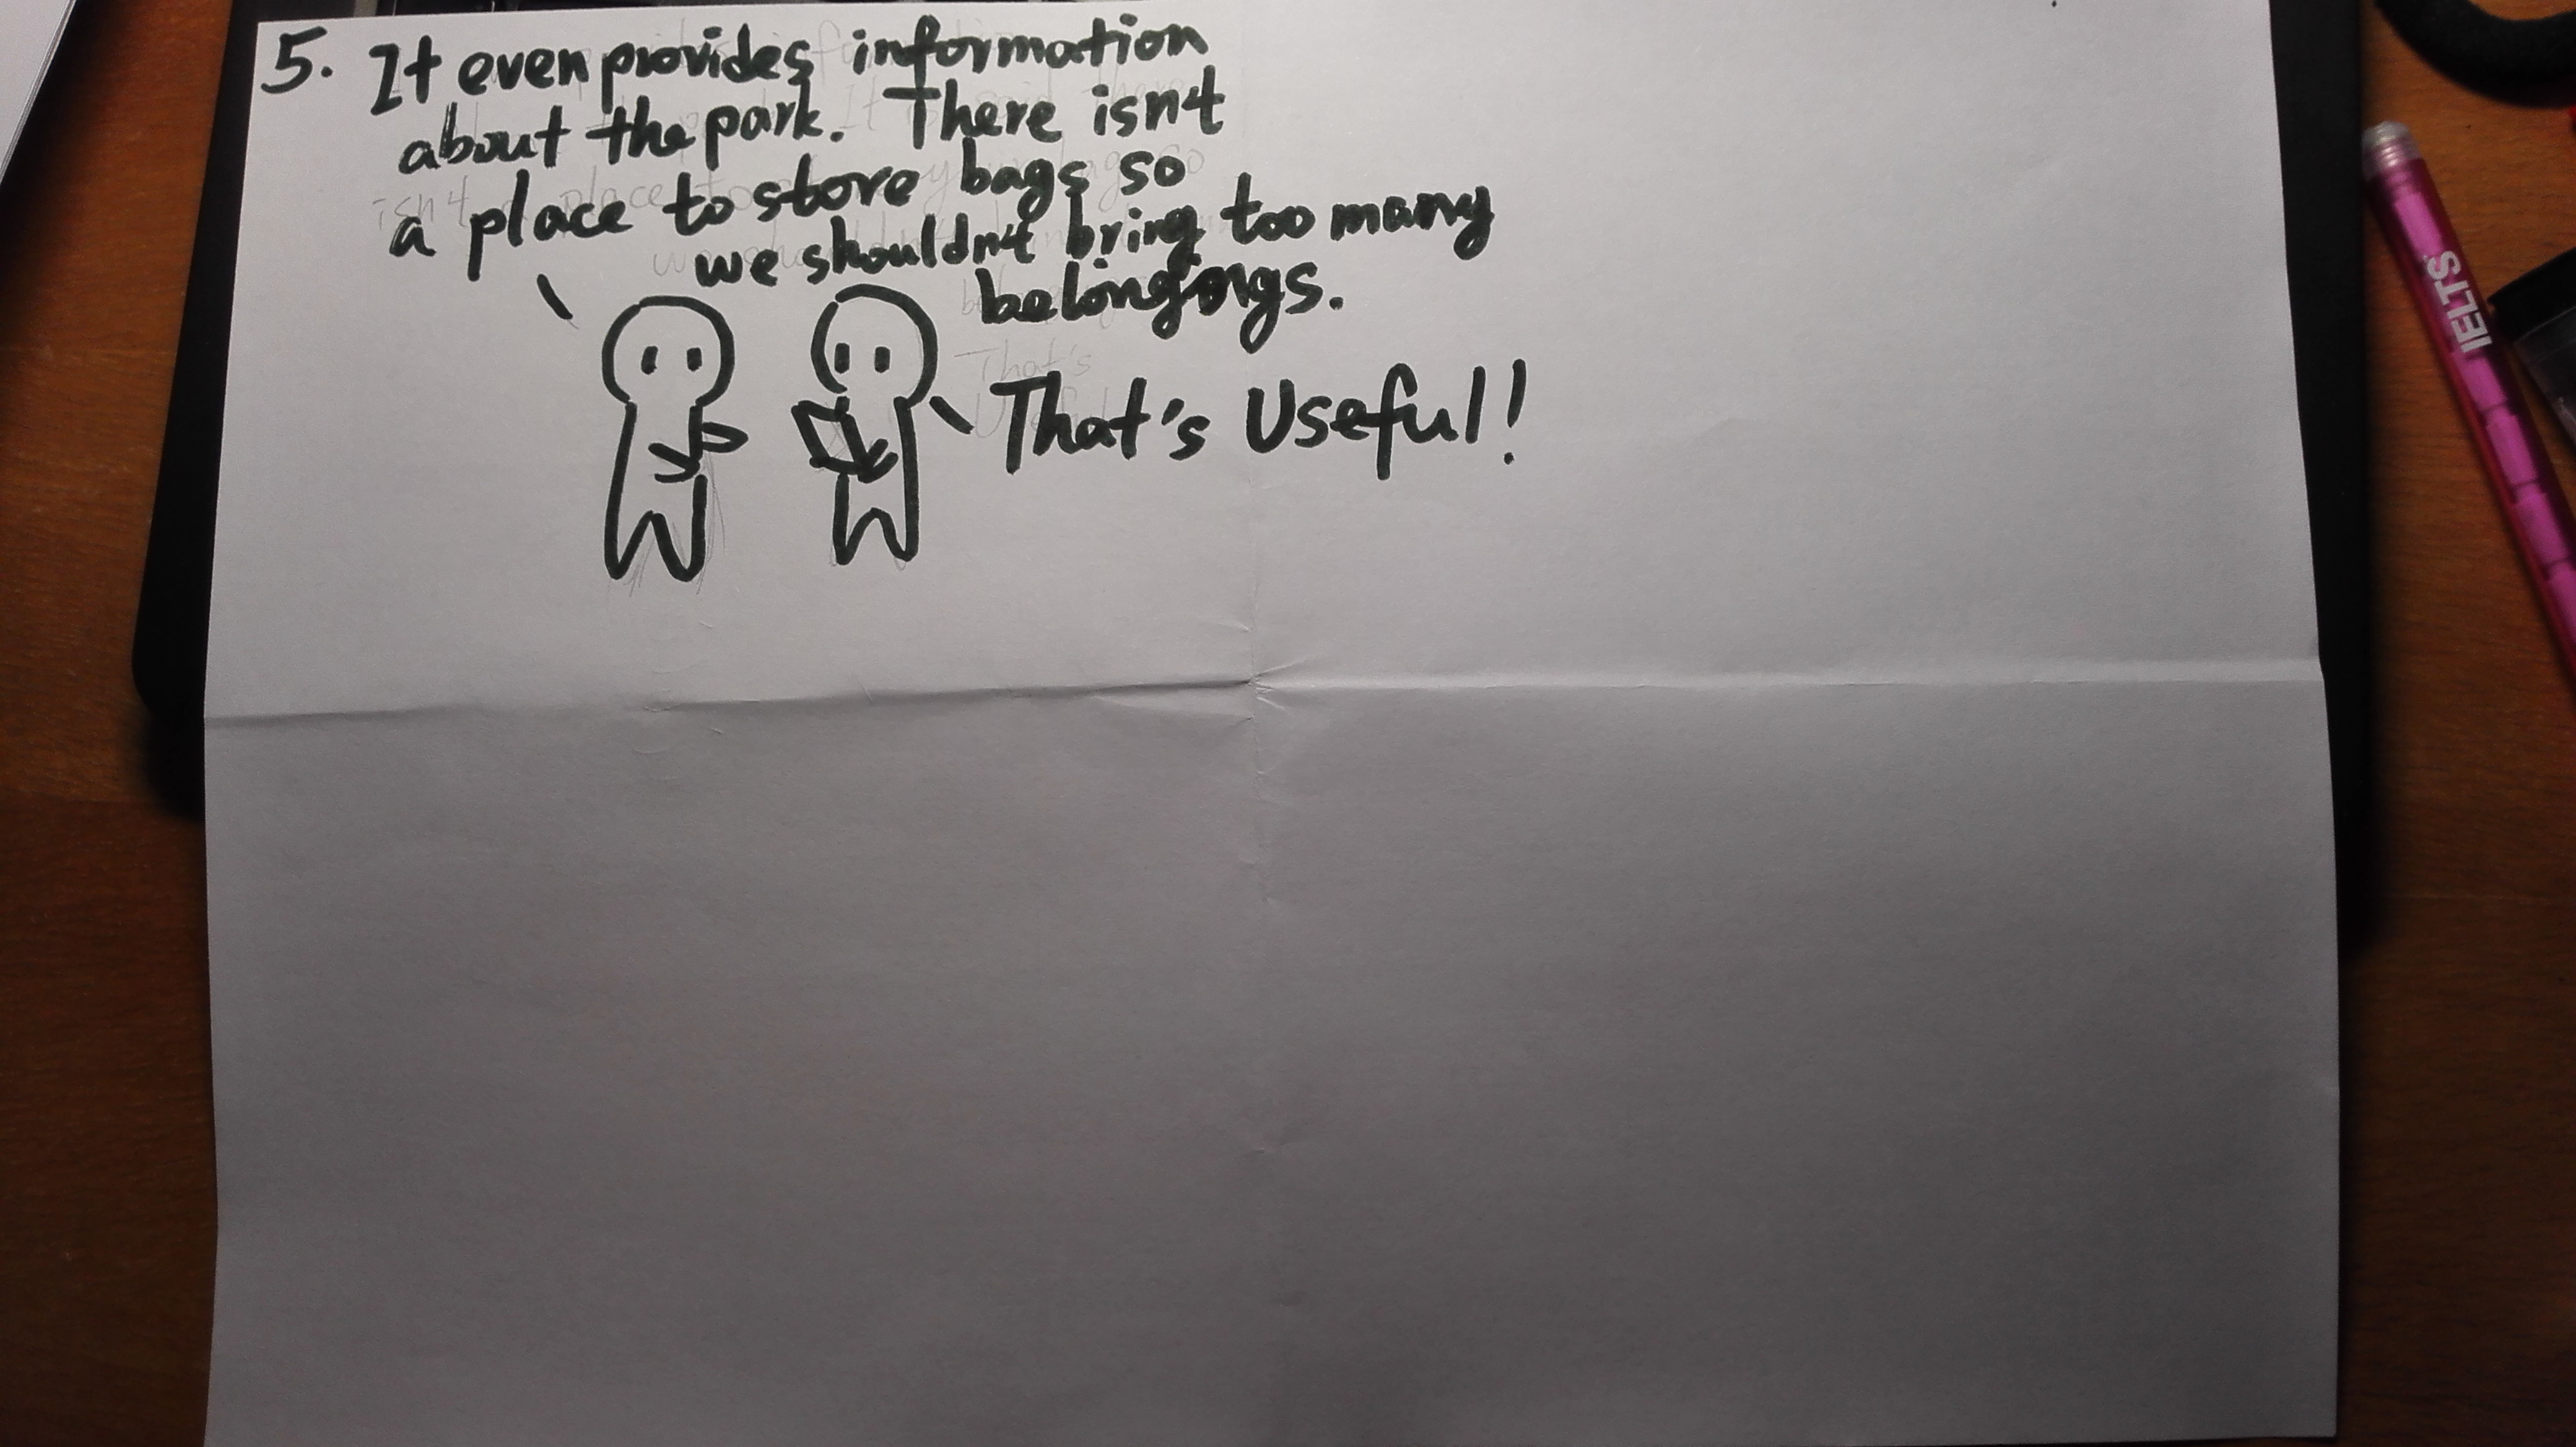 5. It even provides information
about the park. There isn't
a place to store bags so
we shouldn't bring too many
belongings.
That's Useful!
IELTS